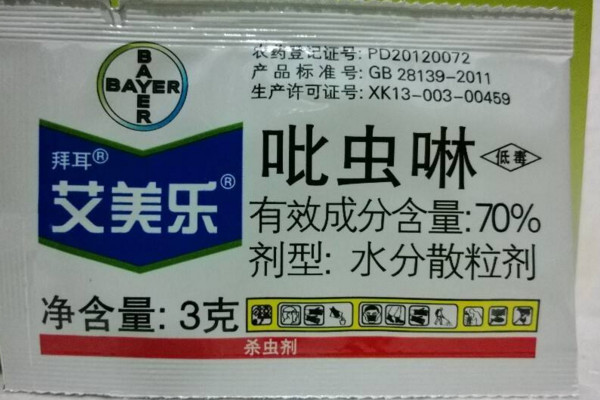 BAYER
BAYER
农药登记证号: PD20120072
产品标准号: GB 28139-2011
生产许可证号: XK13-003-00459
拜耳®
艾美乐®
吡虫啉
低毒
有效成分含量:70%
剂型: 水分散粒剂
净含量: 3克
杀虫剂